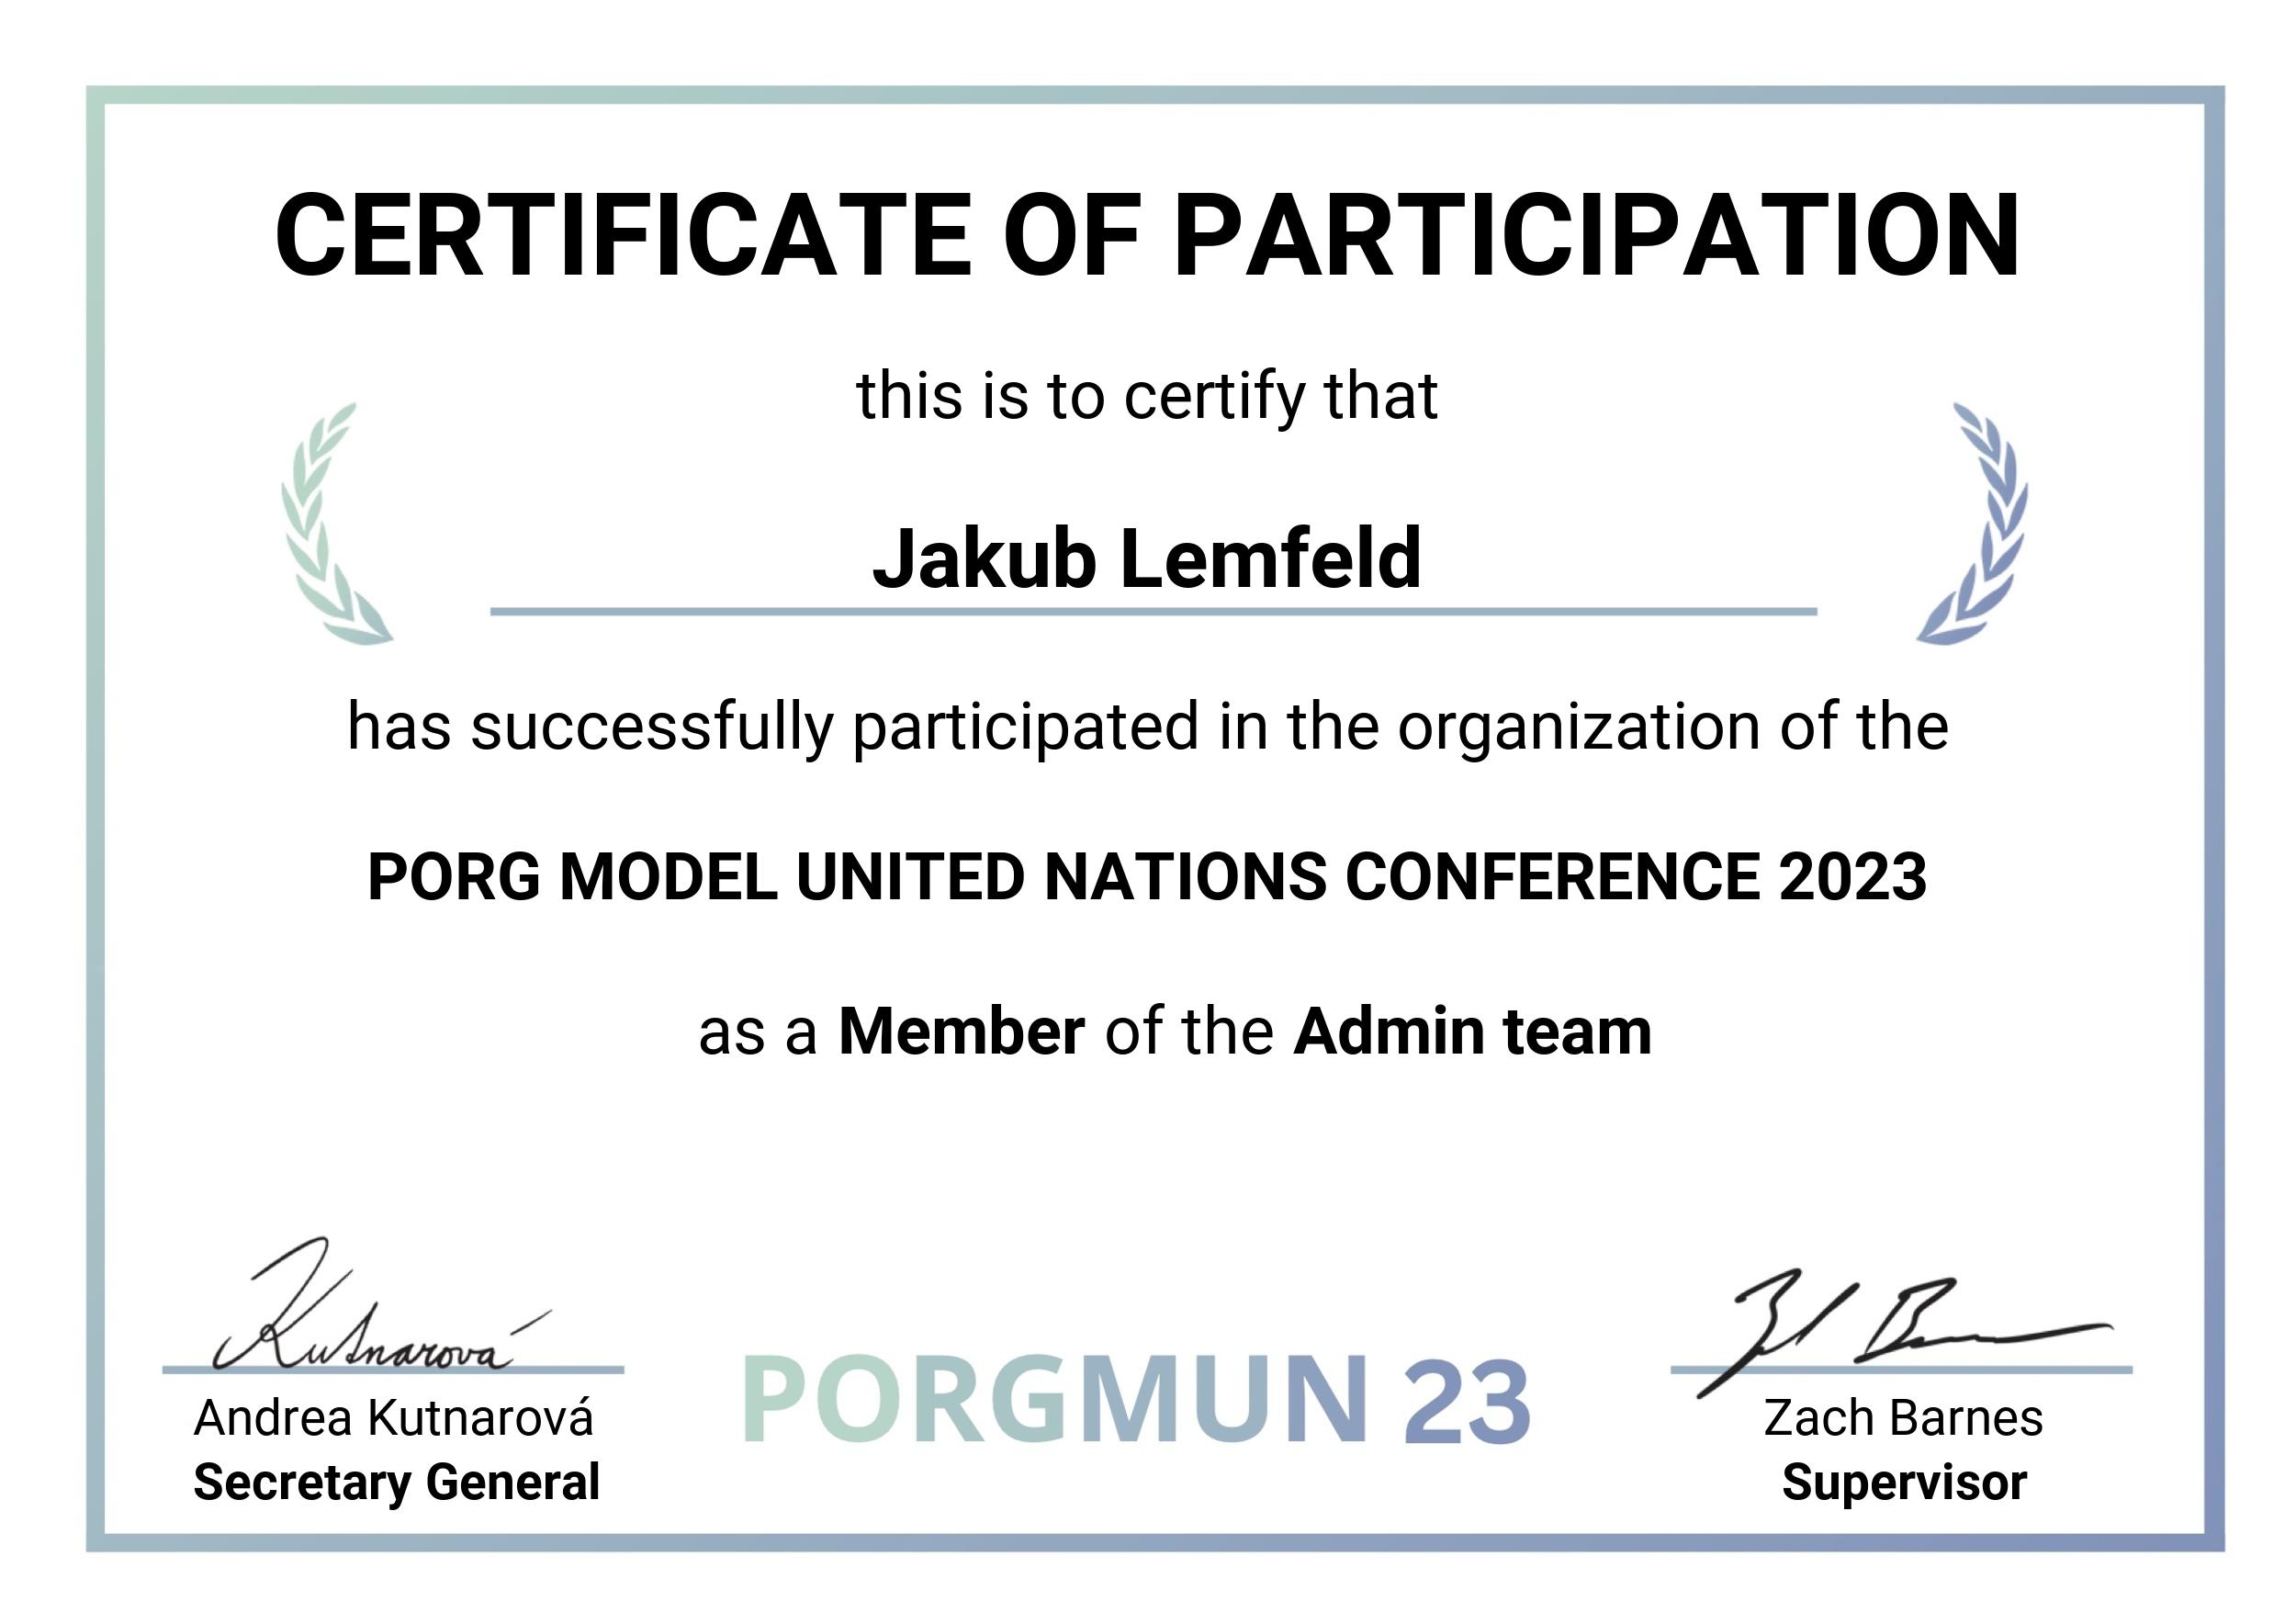 CERTIFICATE OF PARTICIPATION
this is to certify that
Jakub Lemfeld
has successfully participated in the organization of the
PORG MODEL UNITED NATIONS CONFERENCE 2023
as a Member of the Admin team
Kutnarová
Andrea Kutnarová
Secretary General
PORGMUN 23
Zach Barnes
Supervisor